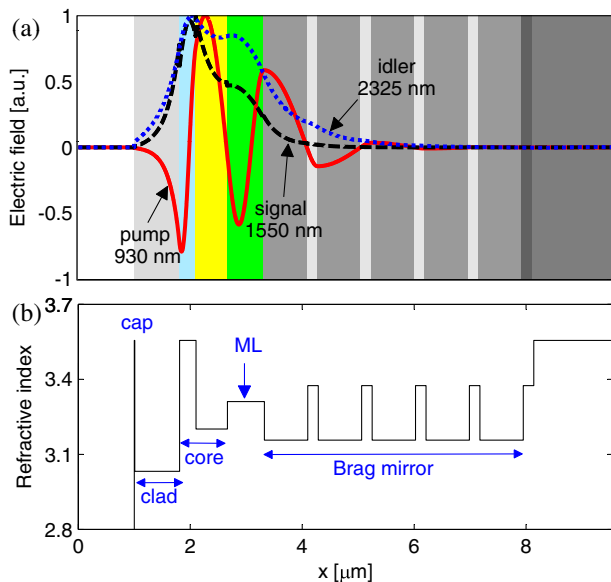 (a)
Electric field [a.u.]
1
0.5
0
-0.5
-1
idler
2325 nm
pump
930 nm
signal
1550 nm
(b)
Refractive index
3.7
3.4
3.1
2.8
cap
ML
core
clad
Brag mirror
0
2
4
6
8
x [μm]